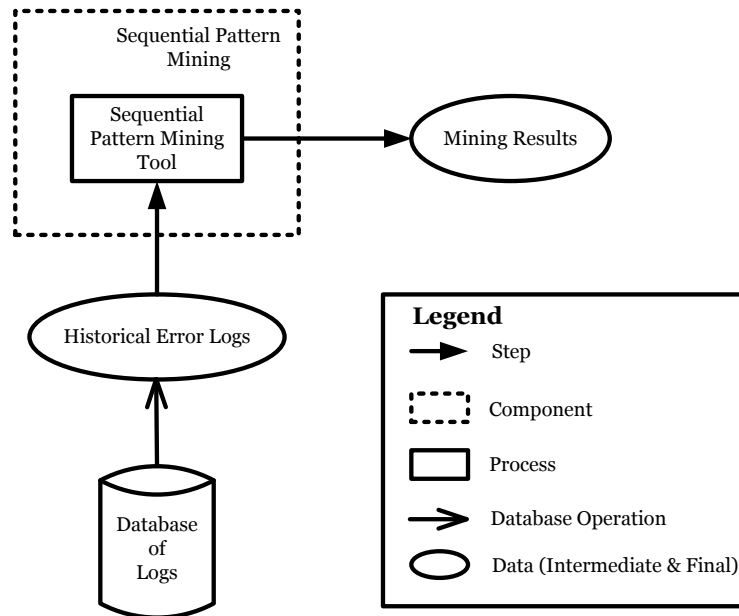 Sequential Pattern
Mining
Sequential
Pattern Mining
Tool
Mining Results
Historical Error Logs
Database
of
Logs
Legend
Step
Component
Process
Database Operation
Data (Intermediate & Final)